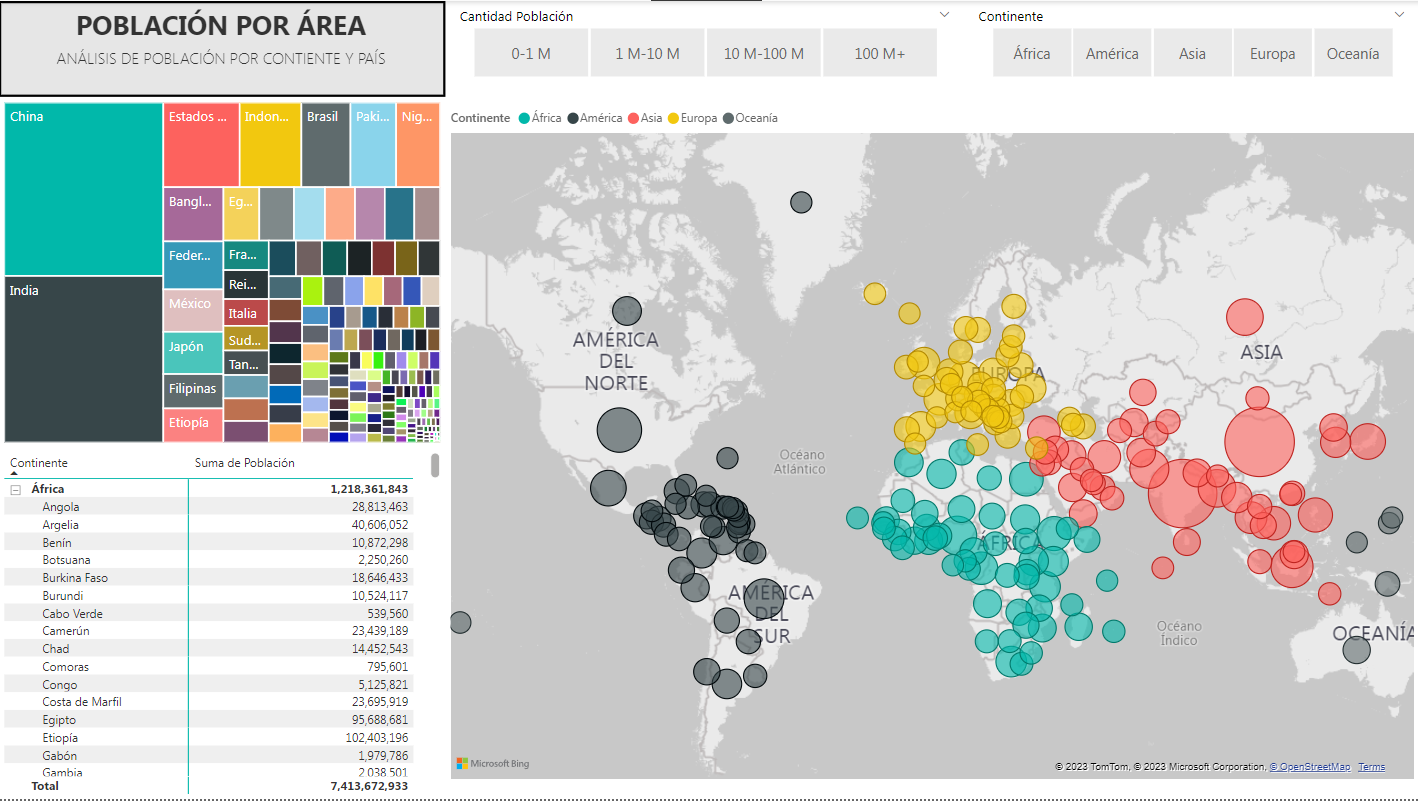 POBLACIÓN POR ÁREA
ANÁLISIS DE POBLACIÓN POR CONTIENTE Y PAÍS
Cantidad Población
0-1 M
1 M-10 M
10 M-100 M
100 M+
Continente
África
América
Asia
Europa
Oceanía
China
Estados ...
Indon...
Brasil
Paki...
Nig...
Bangl...
Eg...
Feder...
Fra...
Rei...
México
Italia
Japón
Sud...
Tan...
Filipinas
Etiopía
India
Continente África América Asia Europa Oceanía
AMÉRICA
DEL
NORTE
Océano
Atlántico
EUROPA
ASIA
ÁFRICA
AMÉRICA
DEL
SUR
Océano
Índico
OCEANÍA
Microsoft Bing
© 2023 TomTom, © 2023 Microsoft Corporation, © OpenStreetMap Terms
Continente Suma de Población
África 1,218,361,843
Angola 28,813,463
Argelia 40,606,052
Benín 10,872,298
Botsuana 2,250,260
Burkina Faso 18,646,433
Burundi 10,524,117
Cabo Verde 539,560
Camerún 23,439,189
Chad 14,452,543
Comoras 795,601
Congo 5,125,821
Costa de Marfil 23,695,919
Egipto 95,688,681
Etiopía 102,403,196
Gabón 1,979,786
Gambia 2,038,501
Total 7,413,672,933